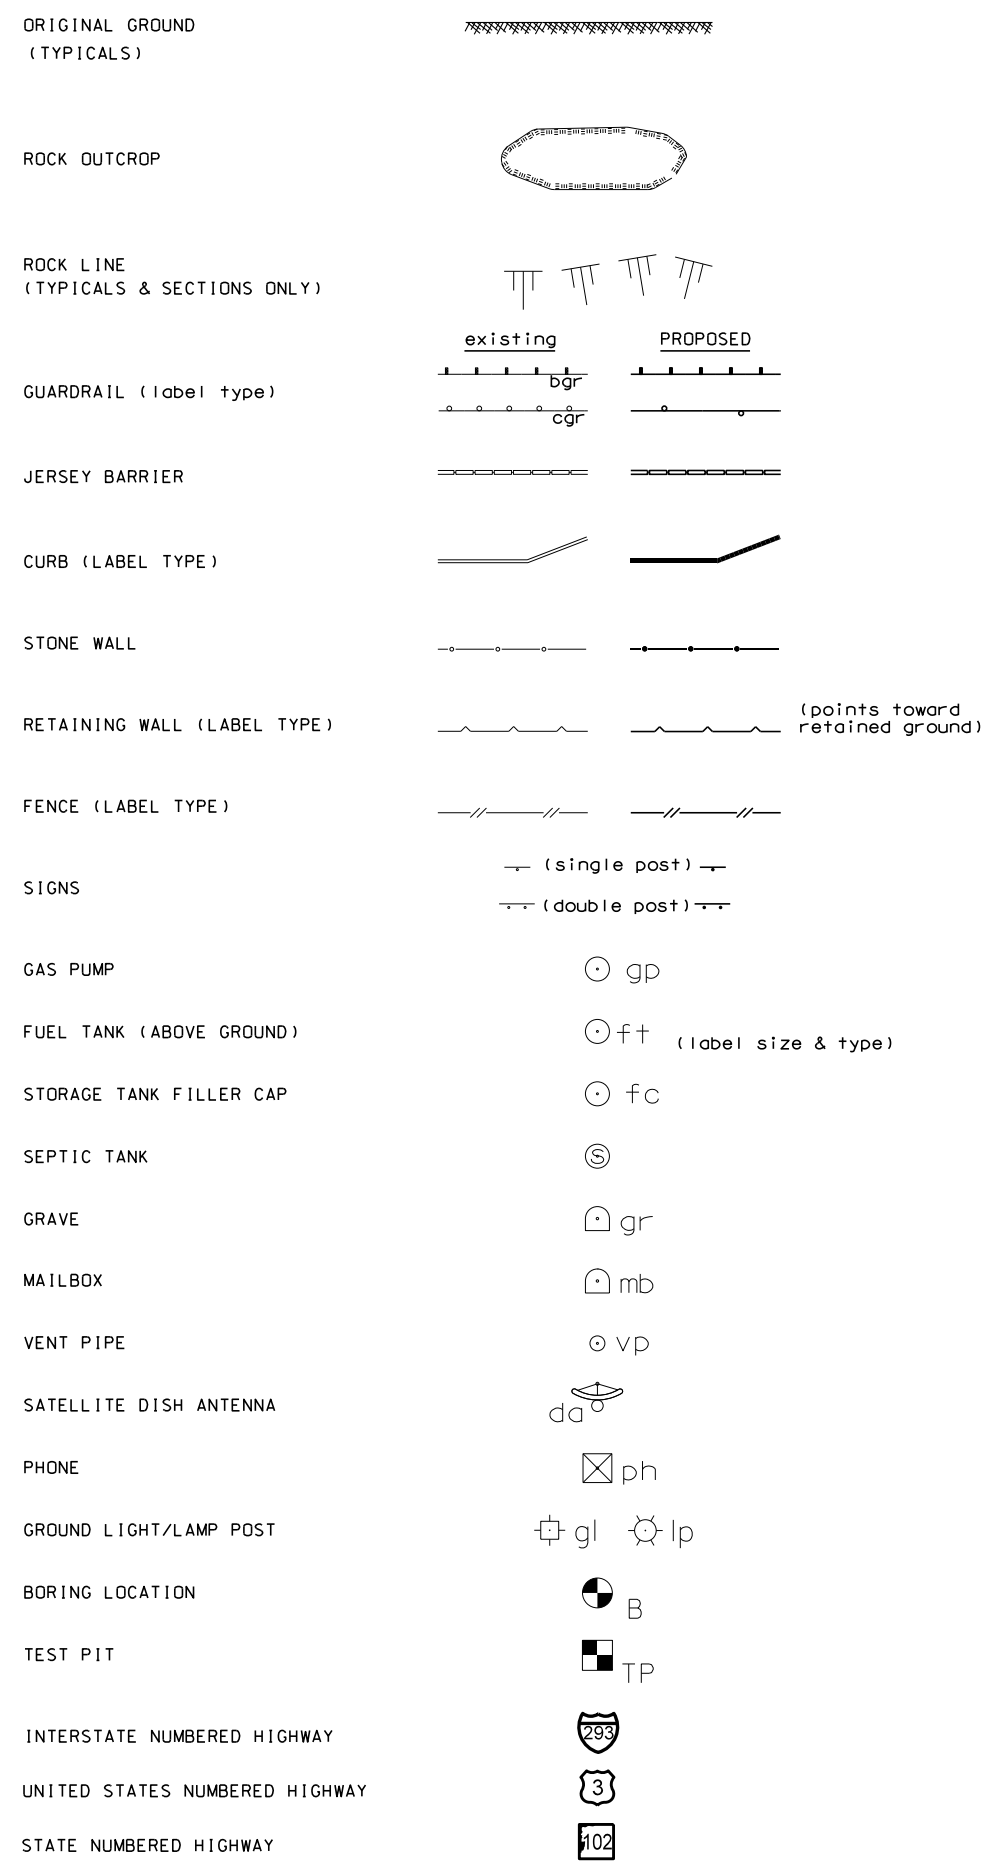 ORIGINAL GROUND
(TYPICALS)
ROCK OUTCROP
ROCK LINE
(TYPICALS & SECTIONS ONLY)
existing PROPOSED
GUARDRAIL (label type)
bgr
cgr
JERSEY BARRIER
CURB (LABEL TYPE)
STONE WALL
RETAINING WALL (LABEL TYPE)
(points toward
retained ground)
FENCE (LABEL TYPE)
SIGNS
(single post)
(double post)
GAS PUMP gp
FUEL TANK (ABOVE GROUND) ft (label size & type)
STORAGE TANK FILLER CAP fc
SEPTIC TANK S
GRAVE gr
MAILBOX mb
VENT PIPE vp
SATELLITE DISH ANTENNA da
PHONE ph
GROUND LIGHT/LAMP POST gl lp
BORING LOCATION B
TEST PIT TP
INTERSTATE NUMBERED HIGHWAY 293
UNITED STATES NUMBERED HIGHWAY 3
STATE NUMBERED HIGHWAY 102